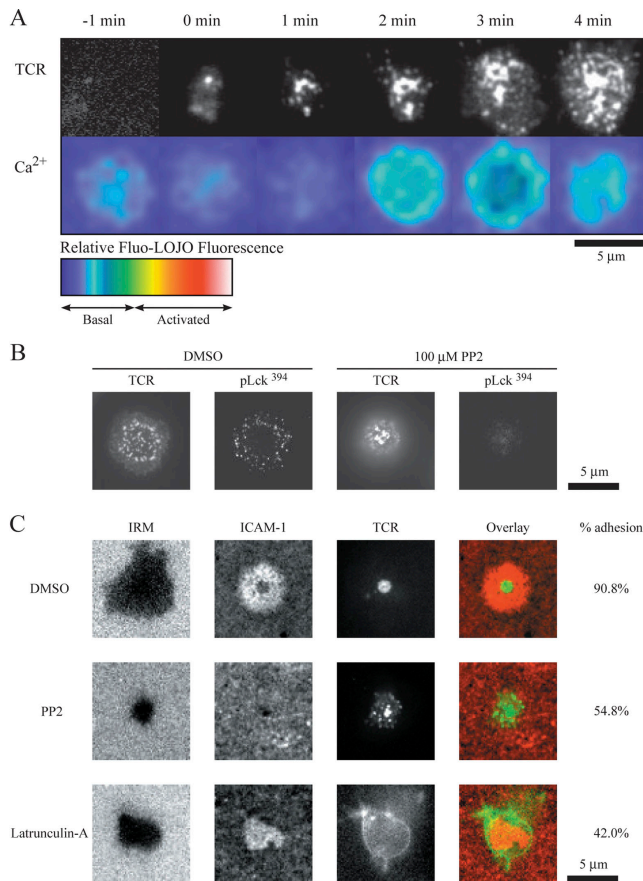 A
-1 min 0 min 1 min 2 min 3 min 4 min
TCR
Ca²⁺
Relative Fluo-LOJO Fluorescence
5 µm
Basal Activated
B
DMSO 100 µM PP2
TCR pLck ³⁹⁴ TCR pLck ³⁹⁴
5 µm
C
IRM ICAM-1 TCR Overlay % adhesion
DMSO 90.8%
PP2 54.8%
Latrunculin-A 42.0%
5 µm